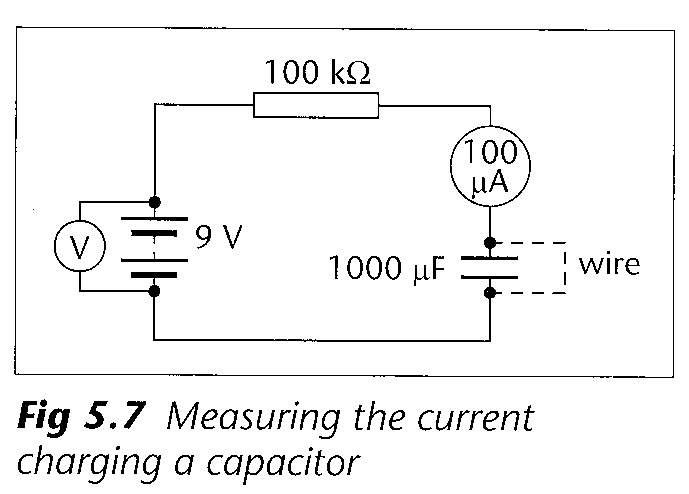 100 kΩ
100
μA
V
9 V
1000 μF
wire
Fig 5.7 Measuring the current
charging a capacitor